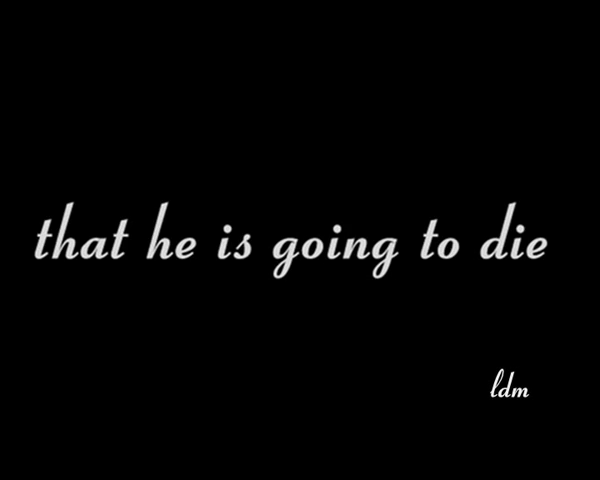 that he is going to die
ldm